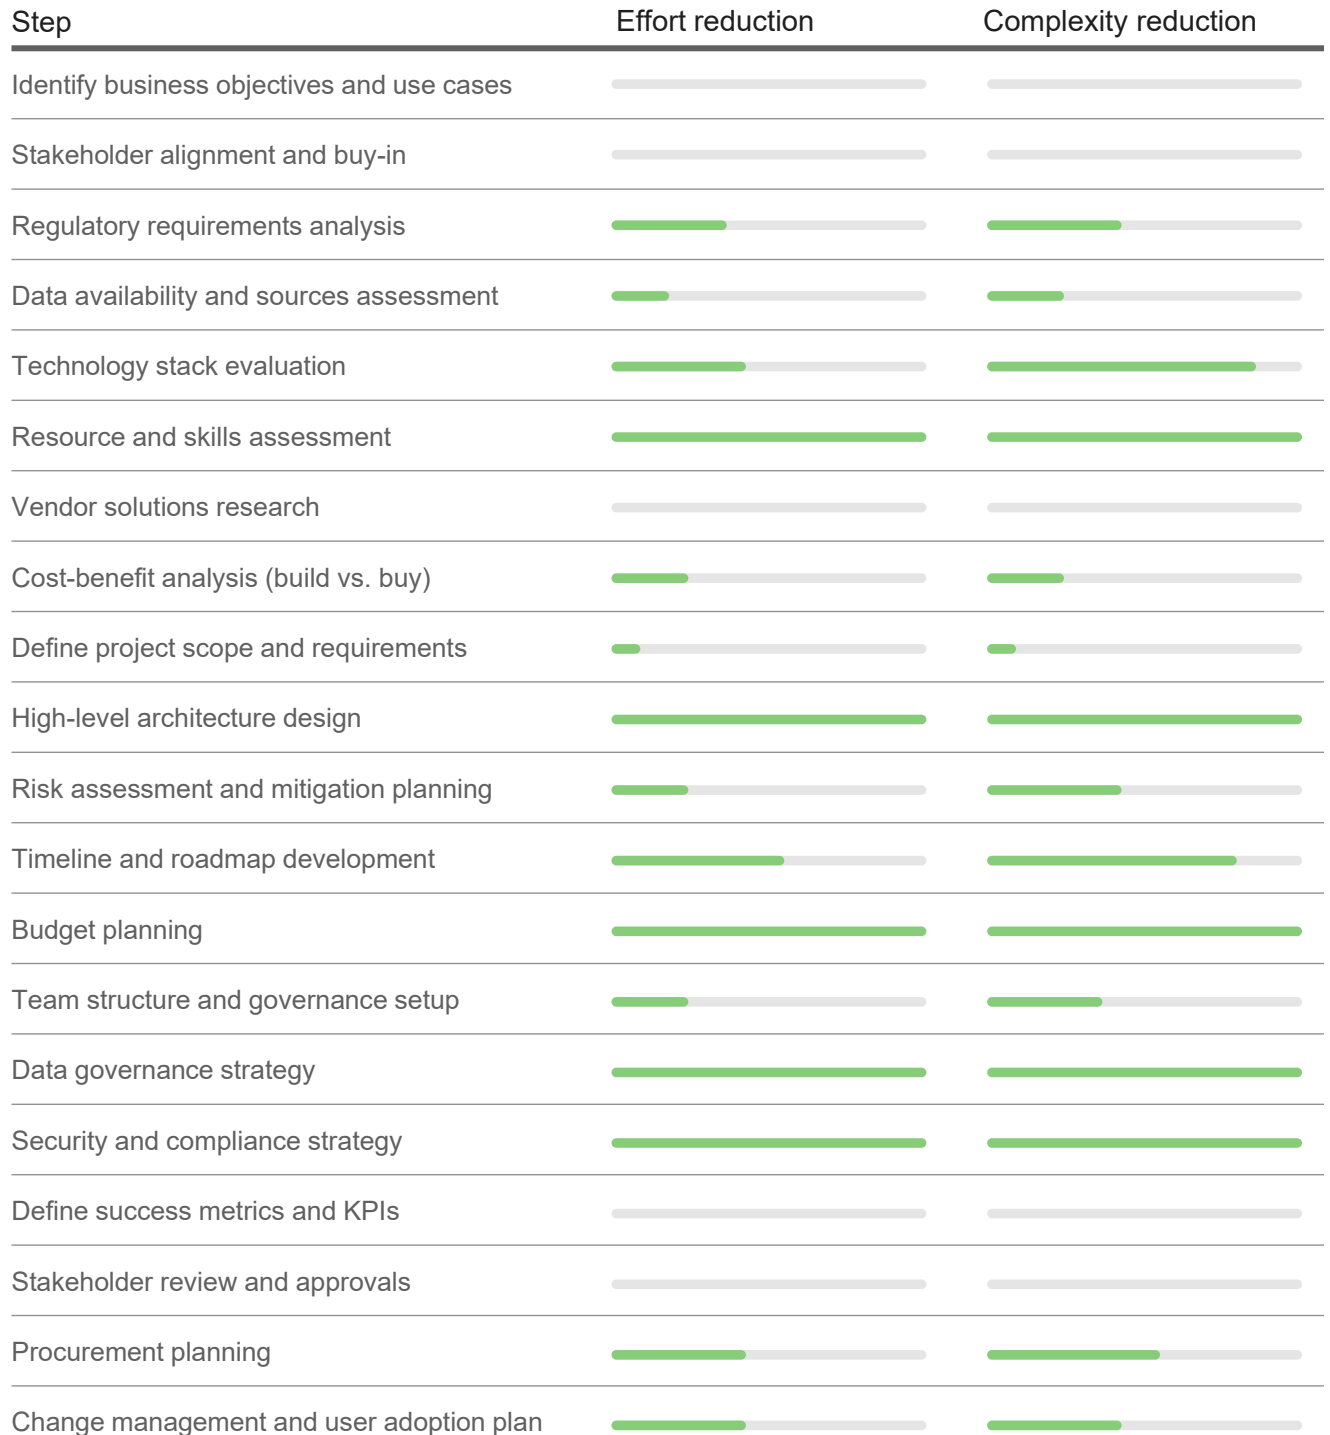 Step Effort reduction Complexity reduction
Identify business objectives and use cases
Stakeholder alignment and buy-in
Regulatory requirements analysis
Data availability and sources assessment
Technology stack evaluation
Resource and skills assessment
Vendor solutions research
Cost-benefit analysis (build vs. buy)
Define project scope and requirements
High-level architecture design
Risk assessment and mitigation planning
Timeline and roadmap development
Budget planning
Team structure and governance setup
Data governance strategy
Security and compliance strategy
Define success metrics and KPIs
Stakeholder review and approvals
Procurement planning
Change management and user adoption plan